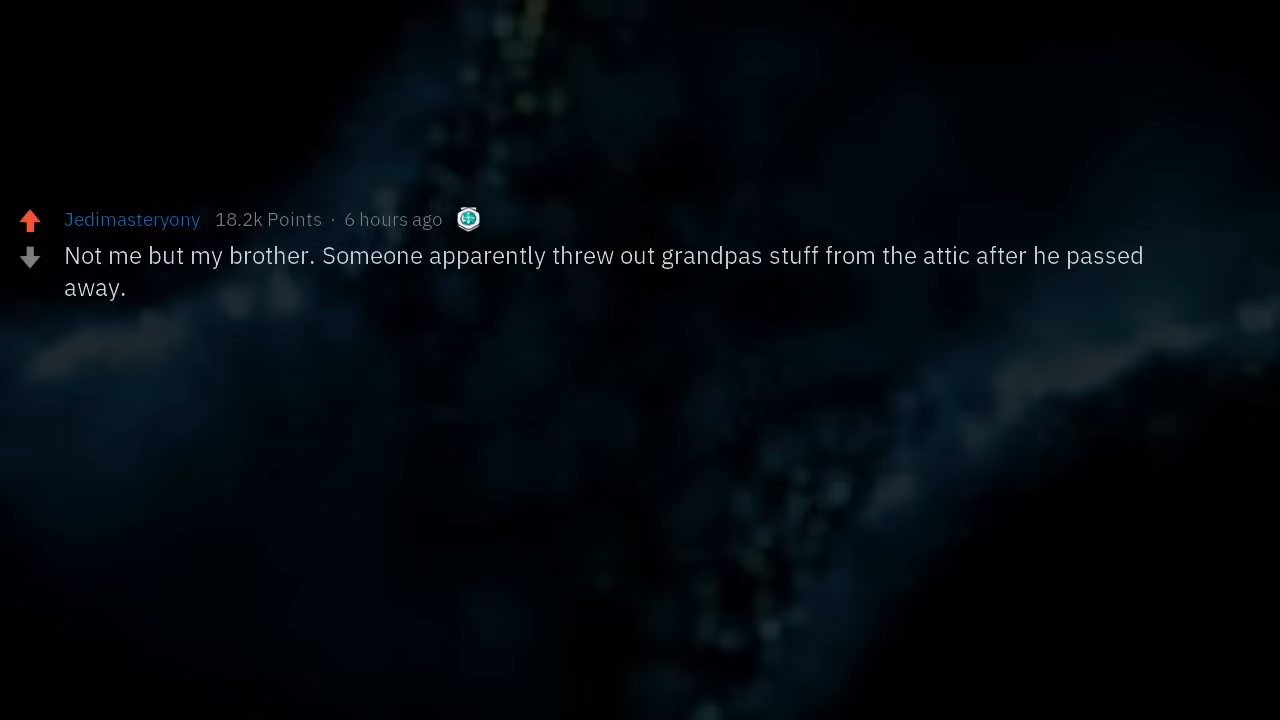 Jedimasteryony 18.2k Points · 6 hours ago
Not me but my brother. Someone apparently threw out grandpas stuff from the attic after he passed
away.